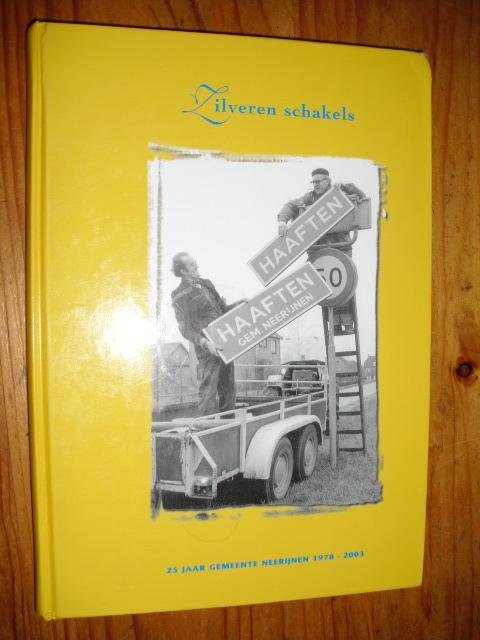 Zilveren schakels
HAAFTEN
50
HAAFTEN
GEM. NEERIJNEN
25 JAAR GEMEENTE NEERIJNEN 1978 - 2003